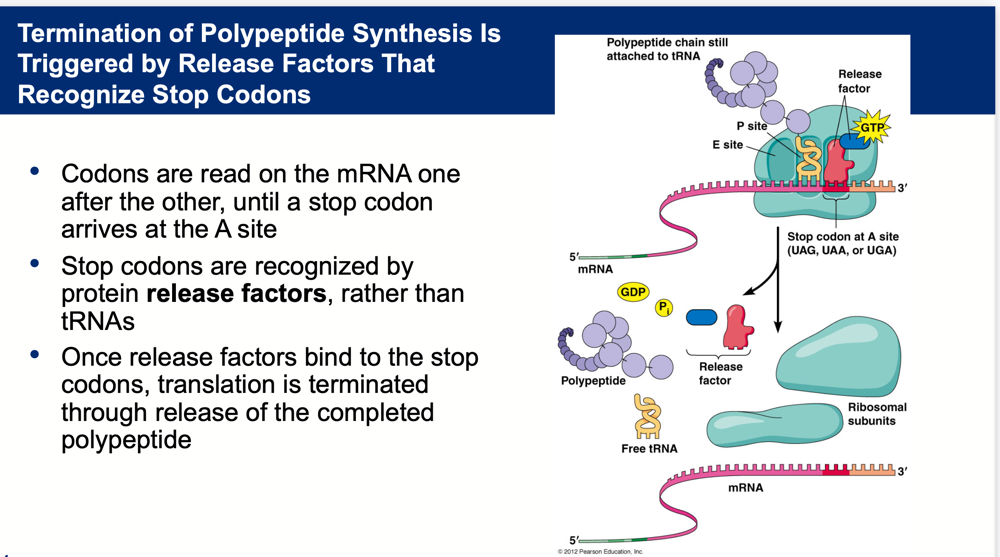 Termination of Polypeptide Synthesis Is
Triggered by Release Factors That
Recognize Stop Codons
• Codons are read on the mRNA one
after the other, until a stop codon
arrives at the A site
• Stop codons are recognized by
protein release factors, rather than
tRNAs
• Once release factors bind to the stop
codons, translation is terminated
through release of the completed
polypeptide
Polypeptide chain still
attached to tRNA
Release
factor
P site
GTP
E site
3′
Stop codon at A site
(UAG, UAA, or UGA)
5′
mRNA
GDP
Pi
Release
factor
Polypeptide
Ribosomal
subunits
Free tRNA
3′
mRNA
5′
© 2012 Pearson Education, Inc.